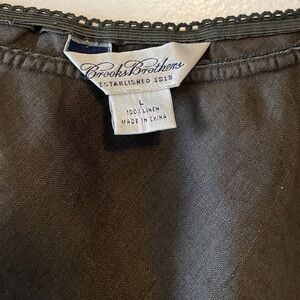 Brooks Brothers
ESTABLISHED 1818
L
100% LINEN
MADE IN CHINA